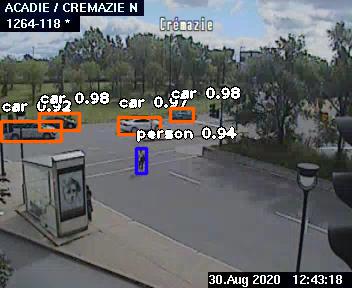 ACADIE / CREMAZIE N
1264-118 *
Crémazie
car 0.92
car 0.98
car 0.97
car 0.98
person 0.94
30.Aug 2020 12:43:18